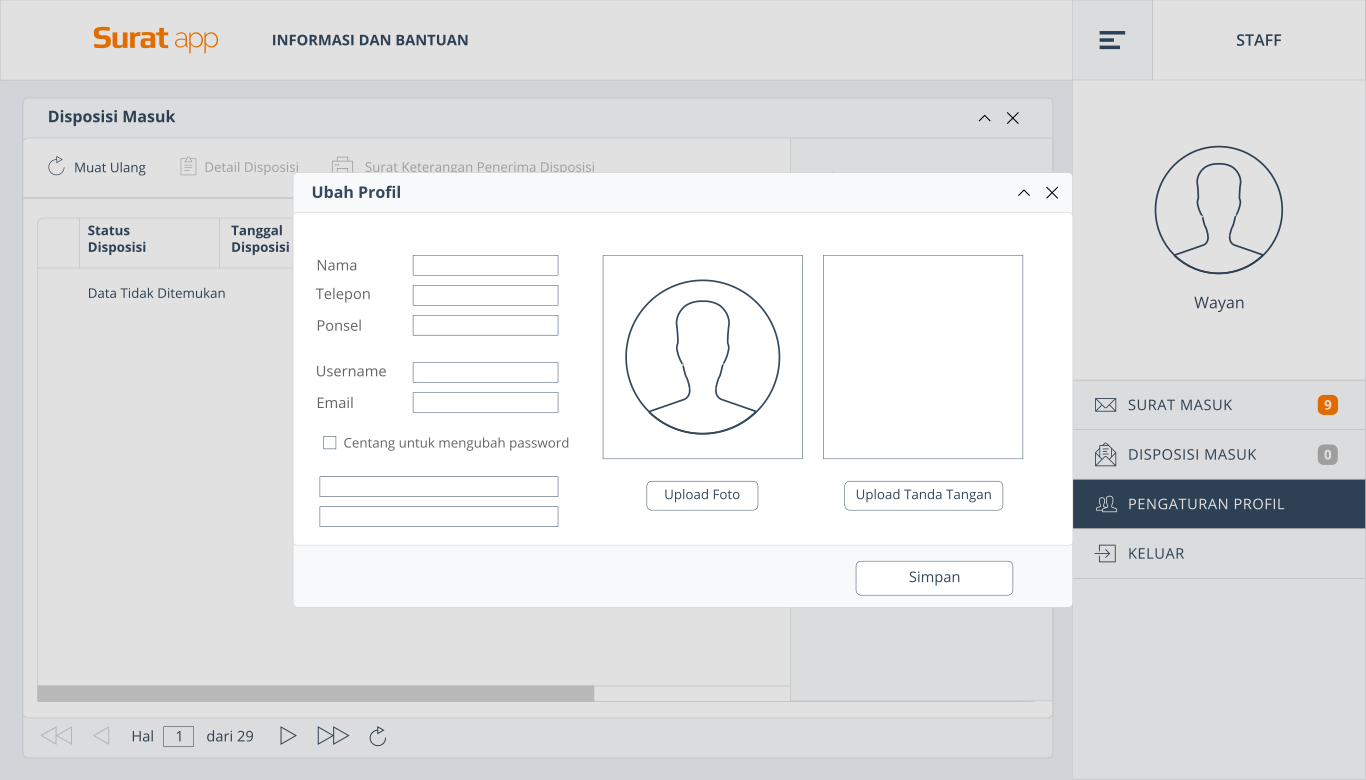 Surat app
INFORMASI DAN BANTUAN
STAFF
Disposisi Masuk
Muat Ulang
Detail Disposisi
Surat Keterangan Penerima Disposisi
Status
Disposisi
Tanggal
Disposisi
Data Tidak Ditemukan
Ubah Profil
Nama
Telepon
Ponsel
Username
Email
Centang untuk mengubah password
Upload Foto
Upload Tanda Tangan
Simpan
Hal 1 dari 29
Wayan
SURAT MASUK 9
DISPOSISI MASUK 0
PENGATURAN PROFIL
KELUAR